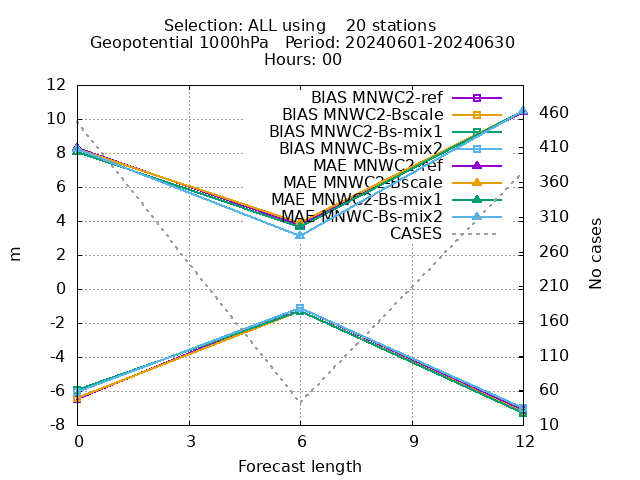 Selection: ALL using 20 stations
Geopotential 1000hPa Period: 20240601-20240630
Hours: 00
12
10
8
6
4
2
0
-2
-4
-6
-8
m
BIAS MNWC2-ref
BIAS MNWC2-Bscale
BIAS MNWC2-Bs-mix1
BIAS MNWC-Bs-mix2
MAE MNWC2-ref
MAE MNWC2-Bscale
MAE MNWC2-Bs-mix1
MAE MNWC-Bs-mix2
CASES
460
410
360
310
260
210
160
110
60
10
No cases
0 3 6 9 12
Forecast length